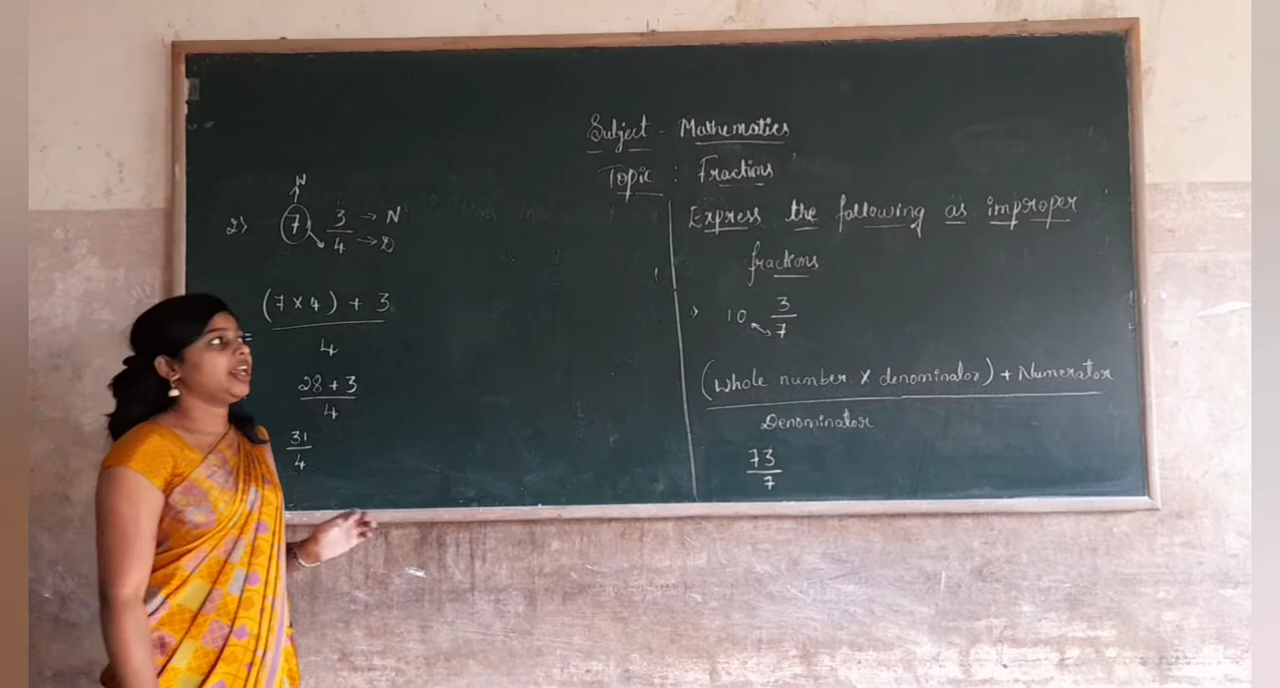 Subject - Mathematics
Topic : Fractions
W
2) 7 3/4 → N
→ D
(7 x 4) + 3
4
=
28 + 3
4
31
4
Express the following as improper
fractions
1) 10 3/7
(Whole number x denominator) + Numerator
Denominator
73
7